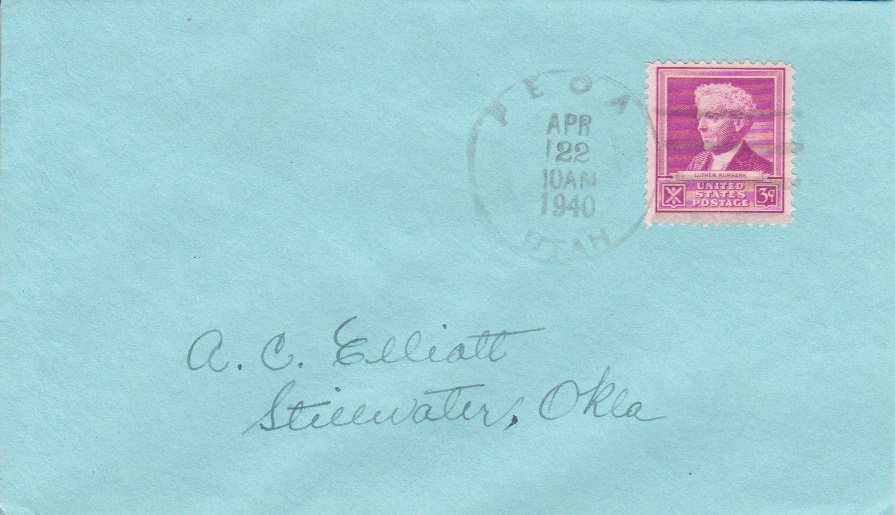 PEOA
APR
22
10AM
1940
UTAH
LUTHER BURBANK
UNITED
STATES
POSTAGE
3¢
A. C. Elliott
Stillwater, Okla